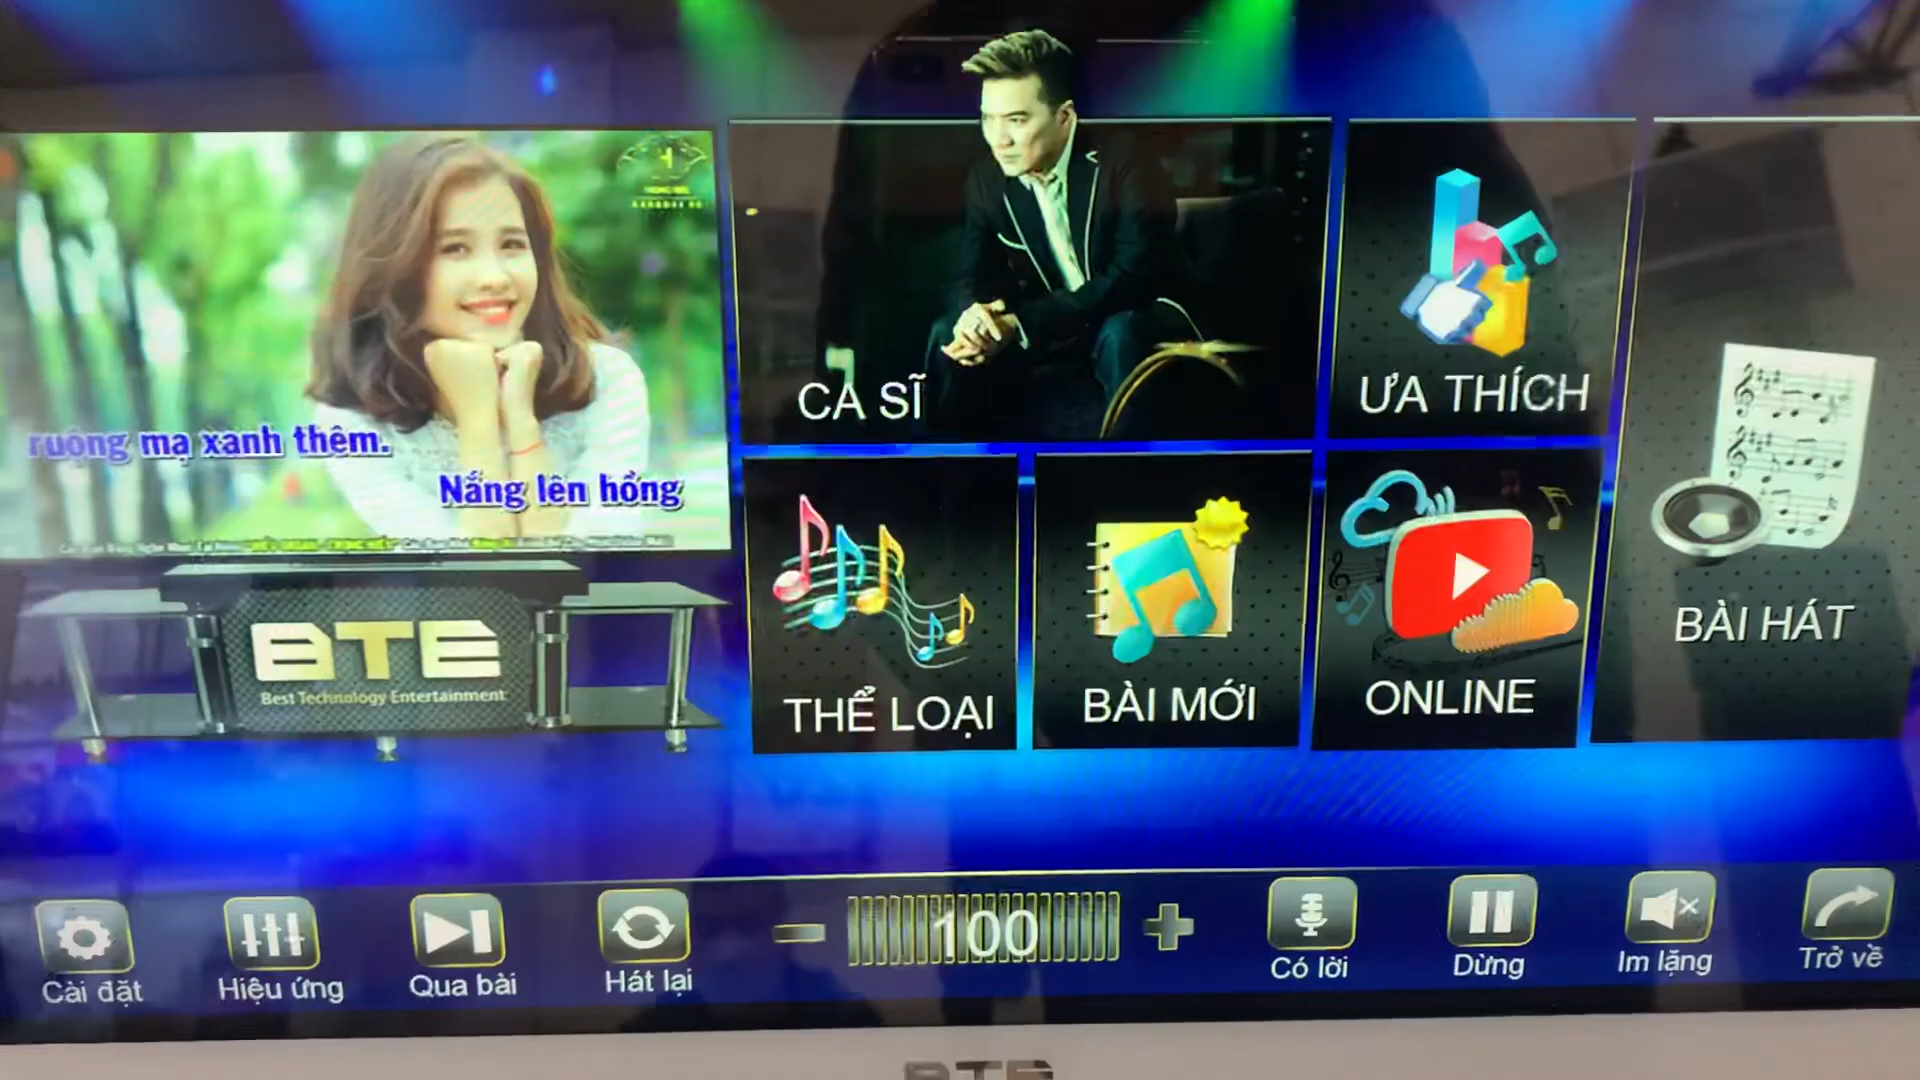 ruộng mạ xanh thêm.
Nắng lên hồng
BTE
Best Technology Entertainment
CA SĨ
ƯA THÍCH
THỂ LOẠI
BÀI MỚI
ONLINE
BÀI HÁT
Cài đặt
Hiệu ứng
Qua bài
Hát lại
100
Có lời
Dừng
Im lặng
Trở về
BTE